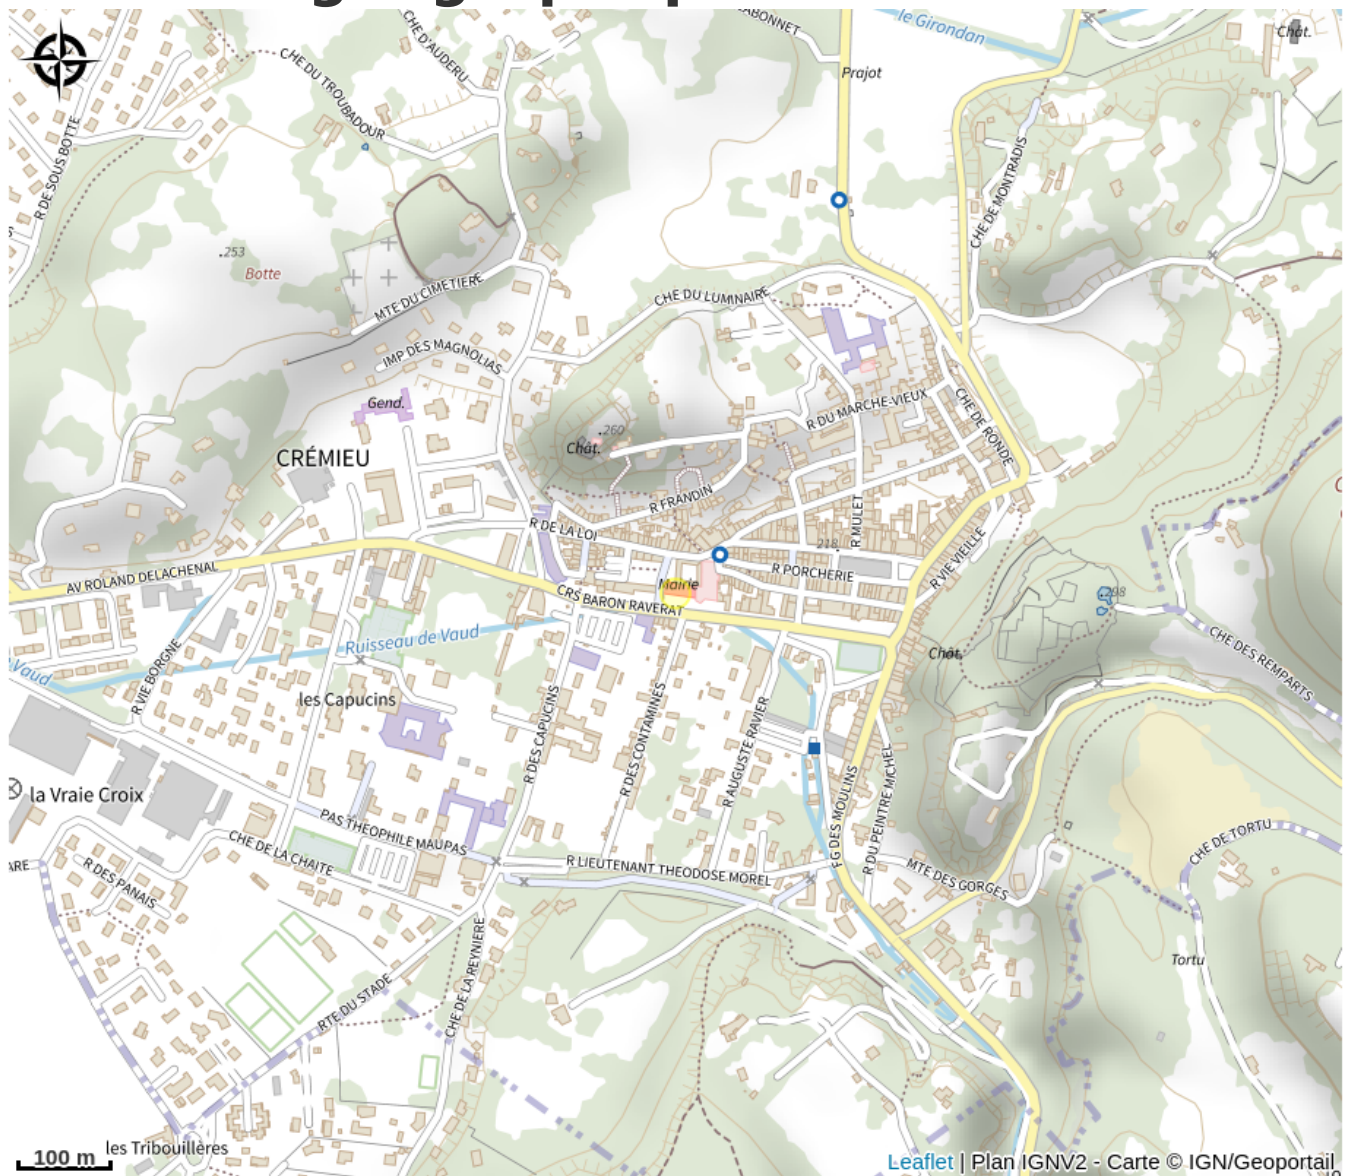 le Girondan
Chât.
CHE D'AUDERU
CHE DU TROUBADOUR
Prajot
R DE SOUS BOTTE
CHE DE MONTRADIS
.253
Botte
MTE DU CIMETIERE
CHE DU LUMINAIRE
IMP DES MAGNOLIAS
Gend.
R DU MARCHE-VIEUX
CHE DE RONDE
.260
Chât.
CRÉMIEU
R FRANDIN
R DE LA LOI
R MULET
218
R PORCHERIE
R VIE VIEILLE
AV ROLAND DELACHENAL
Mairie
CRS BARON RAVERAT
298
CHE DES REMPARTS
Ruisseau de Vaud
Vaud
R VIE BORGNE
Chât.
les Capucins
R DES CAPUCINS
R DES CONTAMINES
R AUGUSTE RAVIER
FG DES MOULINS
R DU PEINTRE MICHEL
la Vraie Croix
PAS THEOPHILE MAUPAS
CHE DE LA CHAITE
R LIEUTENANT THEODOSE MOREL
MTE DES GORGES
CHE DE TORTU
ARE
R DES PANAIS
Tortu
CHE DE LA REYNIERE
RTE DU STADE
les Tribouillères
100 m
Leaflet | Plan IGNV2 - Carte © IGN/Geoportail